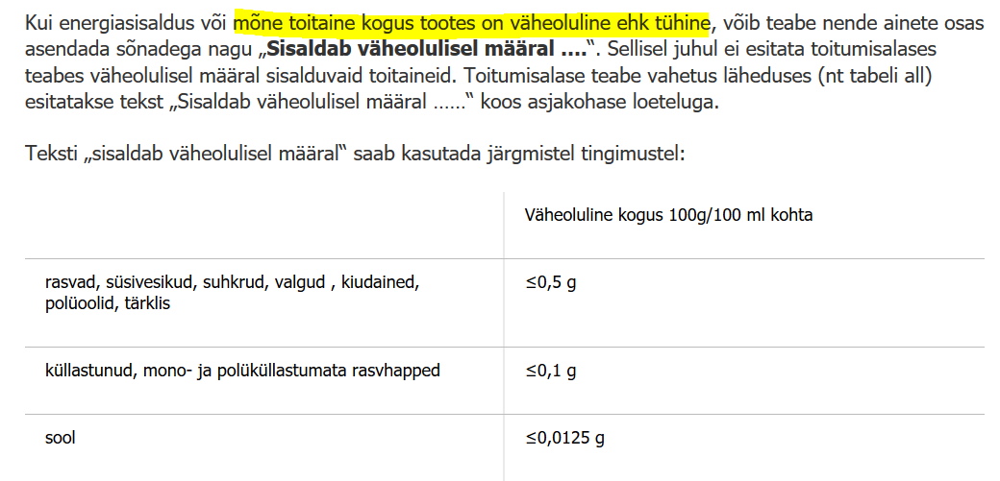 Kui energiasisaldus või mõne toitaine kogus tootes on väheoluline ehk tühine, võib teabe nende ainete osas
asendada sõnadega nagu „Sisaldab väheolulisel määral ....“. Sellisel juhul ei esitata toitumisalases
teabes väheolulisel määral sisalduvaid toitaineid. Toitumisalase teabe vahetus läheduses (nt tabeli all)
esitatakse tekst „Sisaldab väheolulisel määral ......“ koos asjakohase loeteluga.
Teksti „sisaldab väheolulisel määral“ saab kasutada järgmistel tingimustel:
Väheoluline kogus 100g/100 ml kohta
rasvad, süsivesikud, suhkrud, valgud , kiudained,
polüoolid, tärklis
≤0,5 g
küllastunud, mono- ja polüküllastumata rasvhapped
≤0,1 g
sool
≤0,0125 g